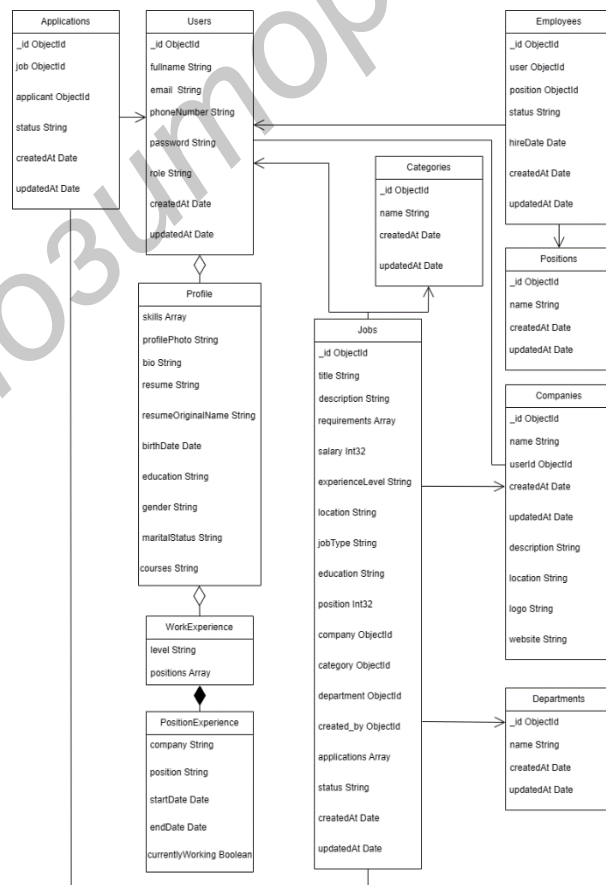 Applications
_id ObjectId
job ObjectId
applicant ObjectId
status String
createdAt Date
updatedAt Date
Users
_id ObjectId
fullname String
email String
phoneNumber String
password String
role String
createdAt Date
updatedAt Date
Employees
_id ObjectId
user ObjectId
position ObjectId
status String
hireDate Date
createdAt Date
updatedAt Date
Categories
_id ObjectId
name String
createdAt Date
updatedAt Date
Positions
_id ObjectId
name String
createdAt Date
updatedAt Date
Profile
skills Array
profilePhoto String
bio String
resume String
resumeOriginalName String
birthDate Date
education String
gender String
maritalStatus String
courses String
Jobs
_id ObjectId
title String
description String
requirements Array
salary Int32
experienceLevel String
location String
jobType String
education String
position Int32
company ObjectId
category ObjectId
department ObjectId
created_by ObjectId
applications Array
status String
createdAt Date
updatedAt Date
Companies
_id ObjectId
name String
userId ObjectId
createdAt Date
updatedAt Date
description String
location String
logo String
website String
WorkExperience
level String
positions Array
PositionExperience
company String
position String
startDate Date
endDate Date
currentlyWorking Boolean
Departments
_id ObjectId
name String
createdAt Date
updatedAt Date